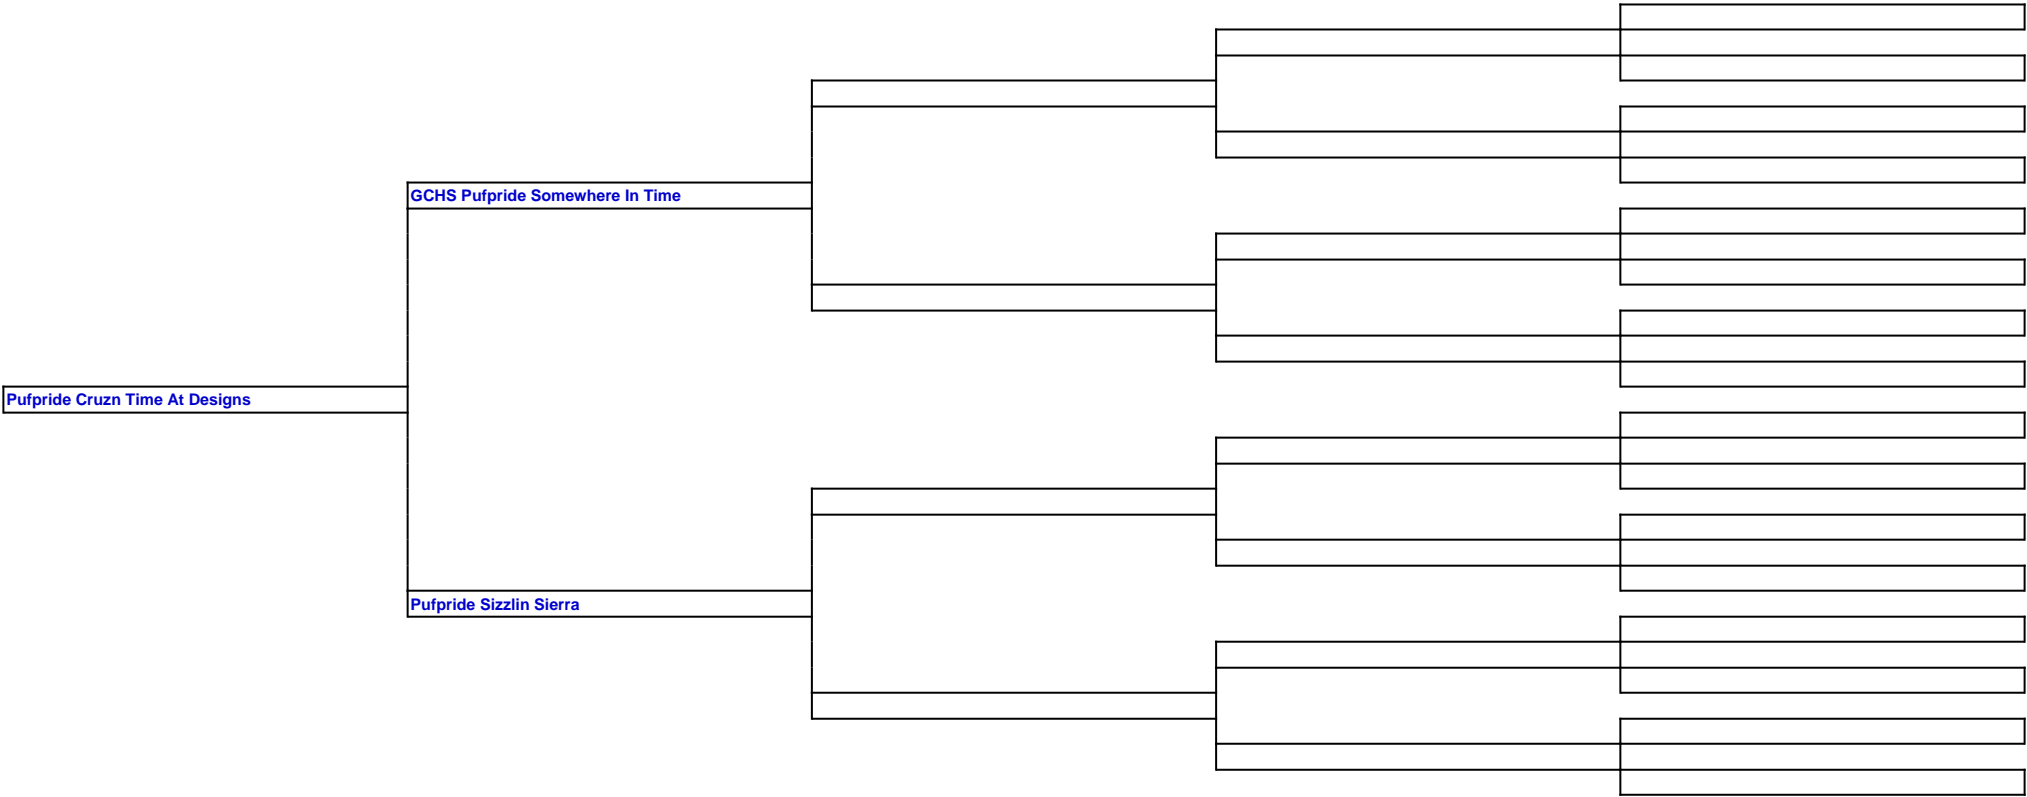 GCHS Pufpride Somewhere In Time
Pufpride Cruzn Time At Designs
Pufpride Sizzlin Sierra